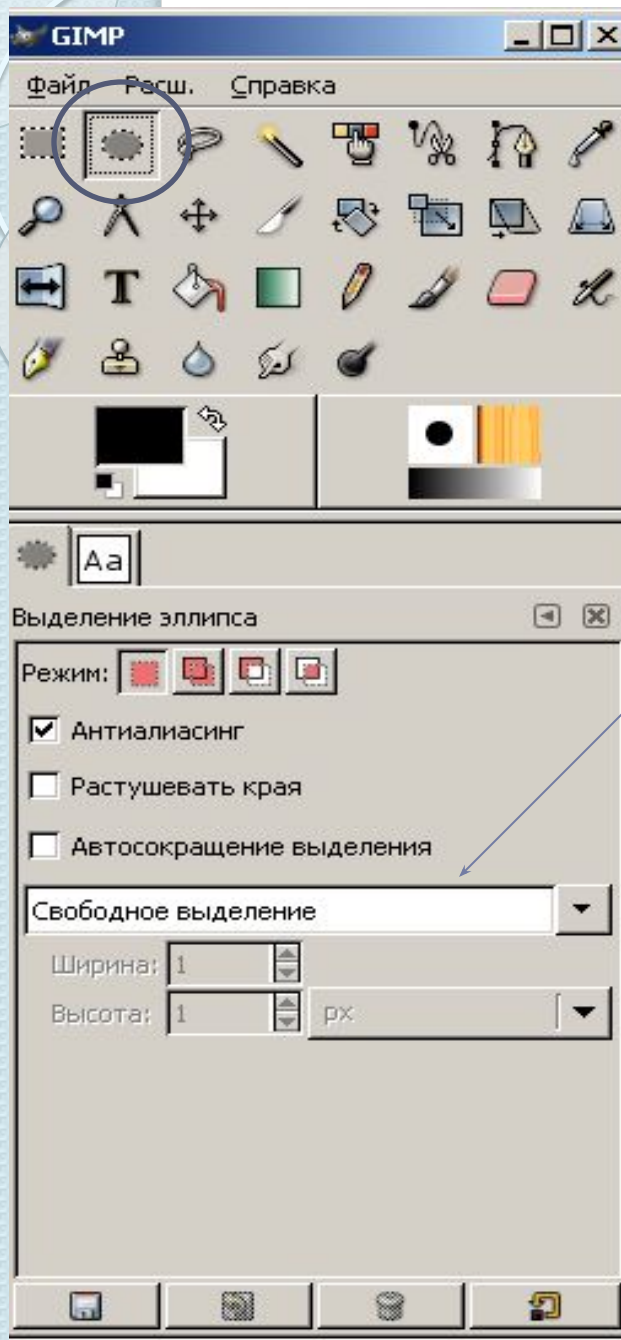 GIMP
Файл Расш. Справка
T
Aa
Выделение эллипса
Режим:
Антиалиасинг
Растушевать края
Автосокращение выделения
Свободное выделение
Ширина: 1
Высота: 1 px